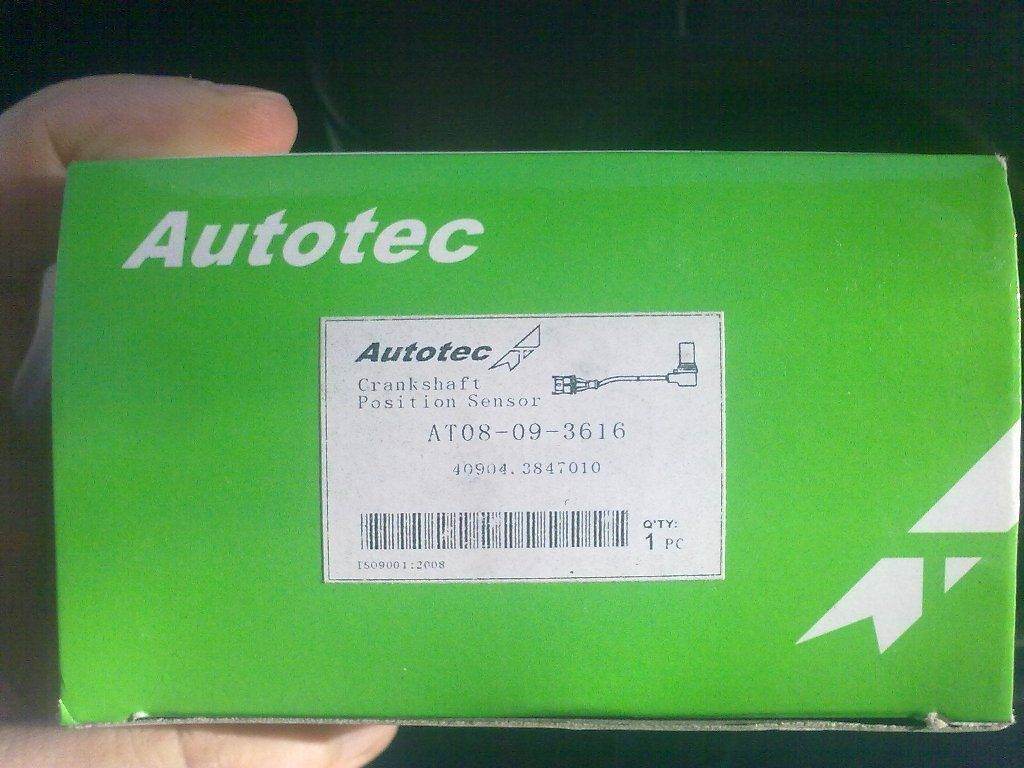 Autotec
Autotec
Crankshaft
Position Sensor
AT08-09-3616
40904.3847010
Q'TY:
1 PC
ISO9001:2008